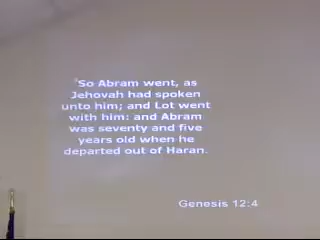 "So Abram went, as
Jehovah had spoken
unto him; and Lot went
with him: and Abram
was seventy and five
years old when he
departed out of Haran.
Genesis 12:4